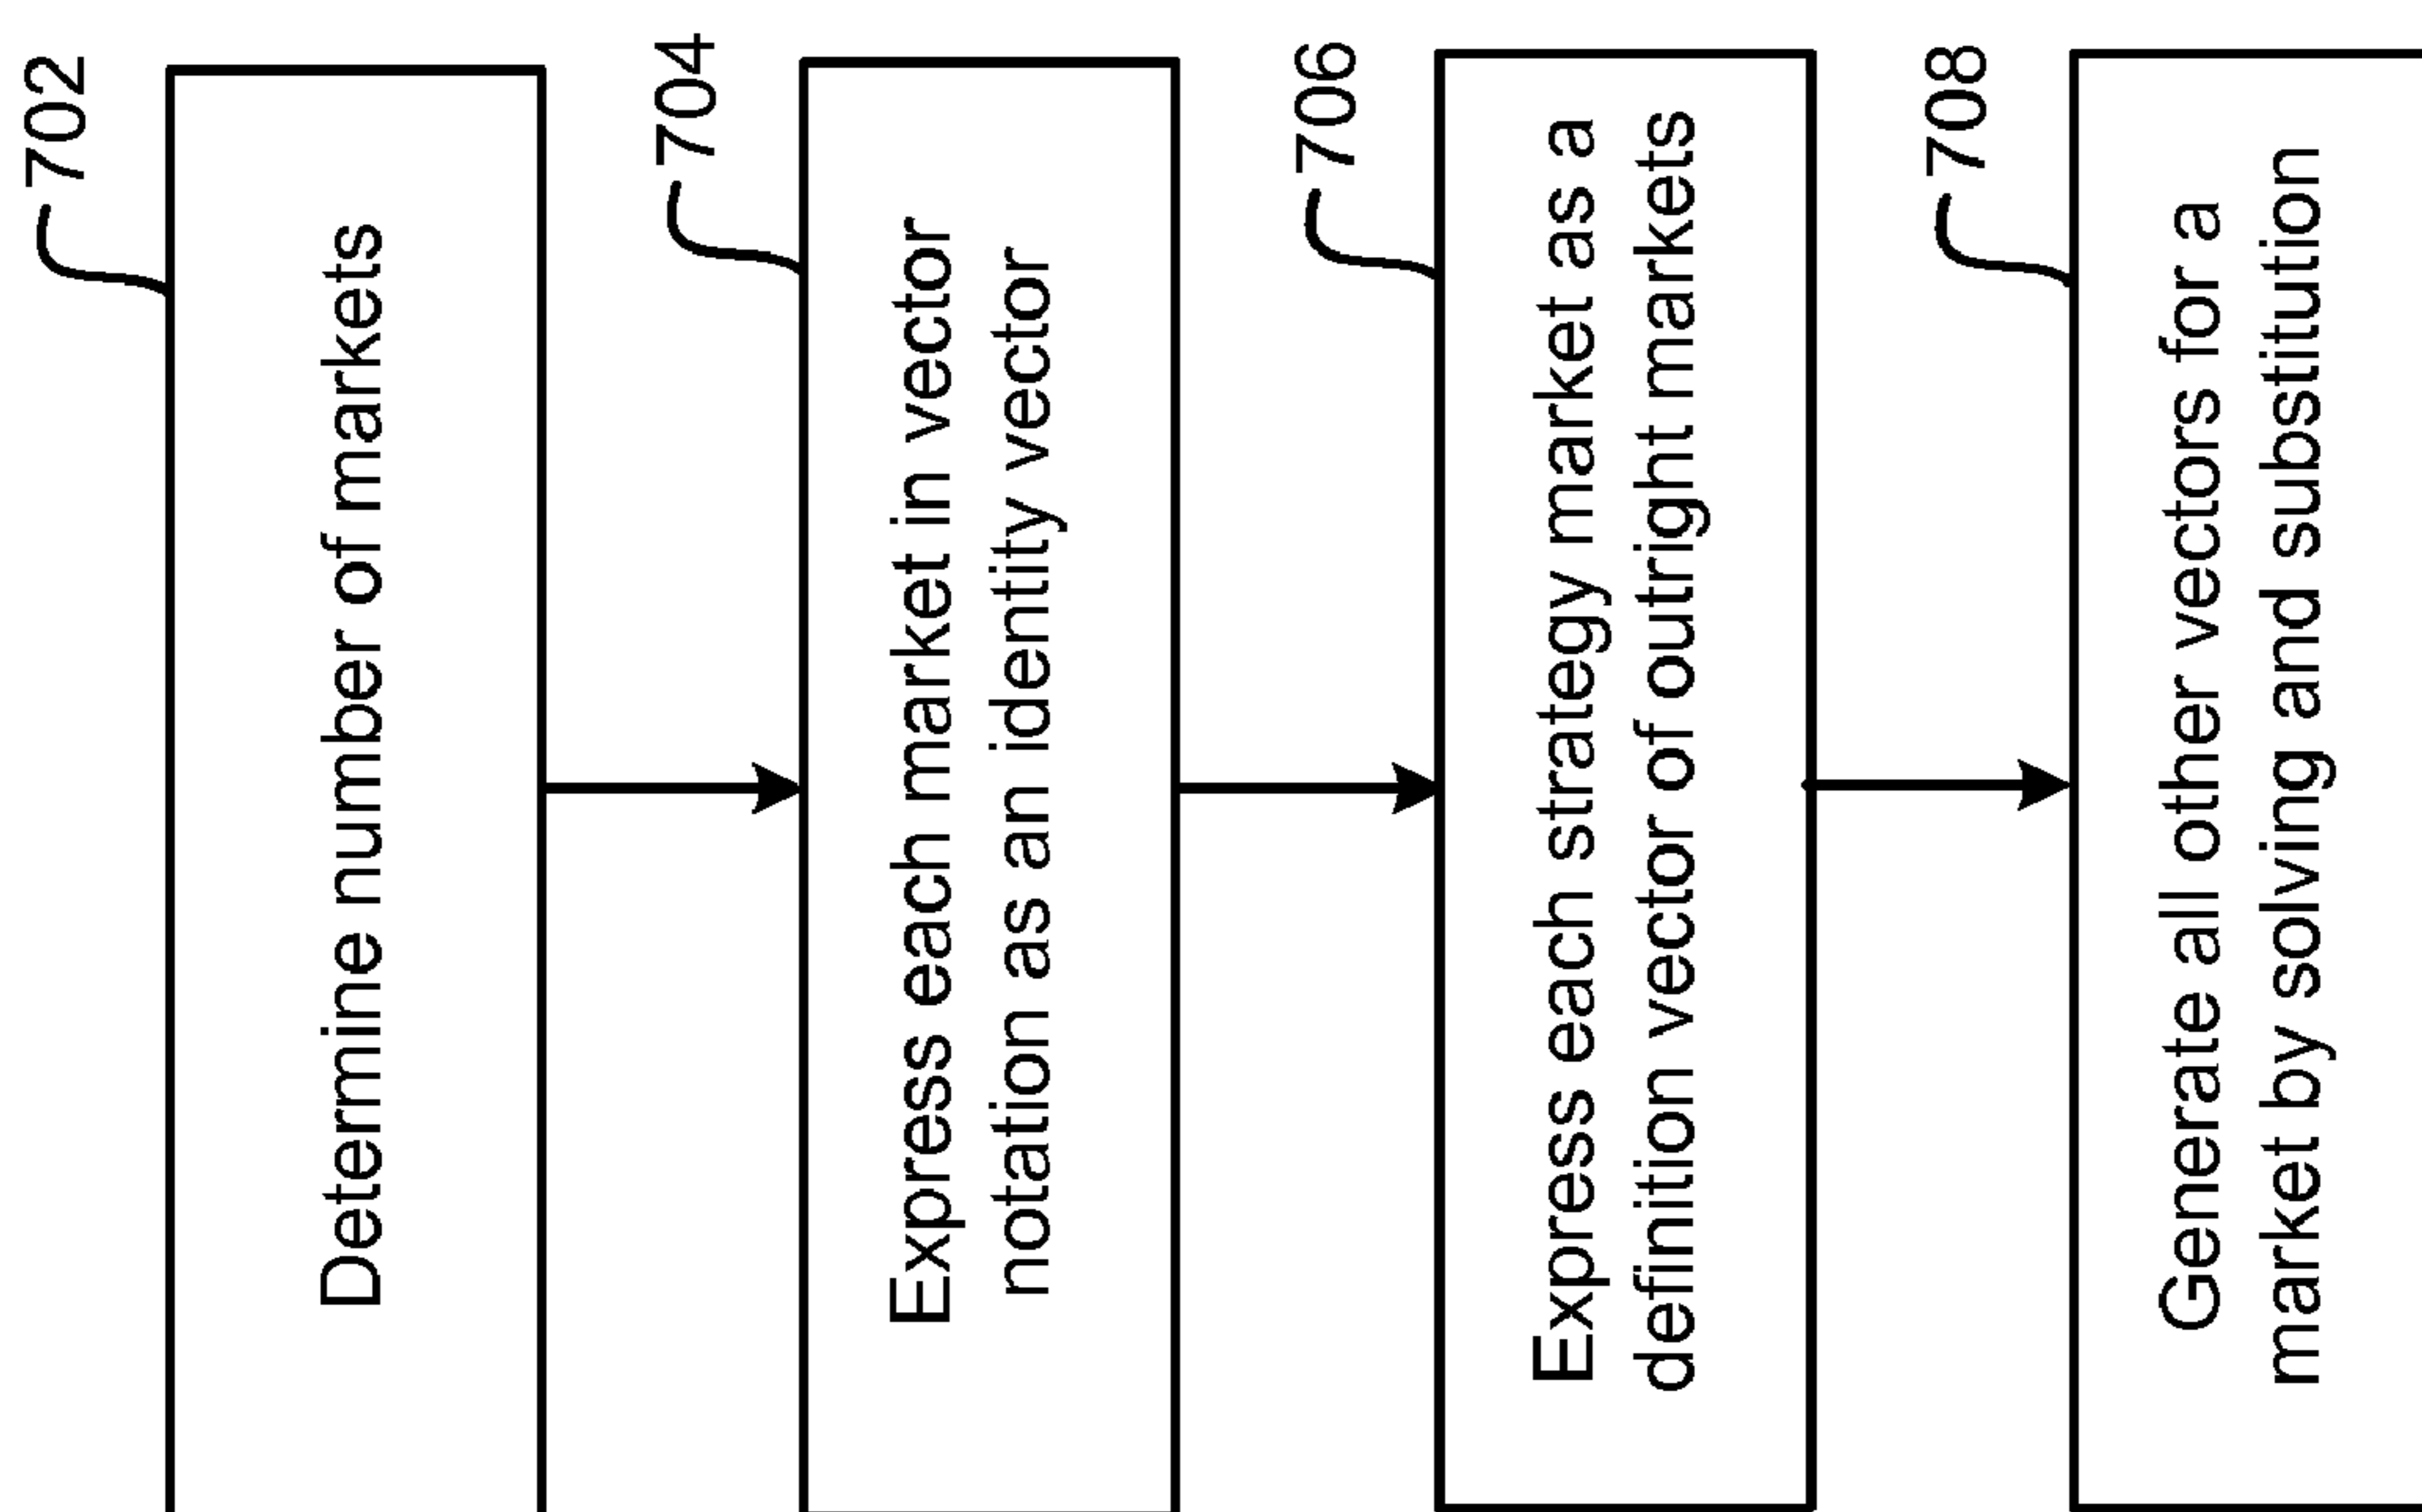 702
Determine number of markets
704
Express each market in vector
notation as an identity vector
706
Express each strategy market as a
definition vector of outright markets
708
Generate all other vectors for a
market by solving and substitution